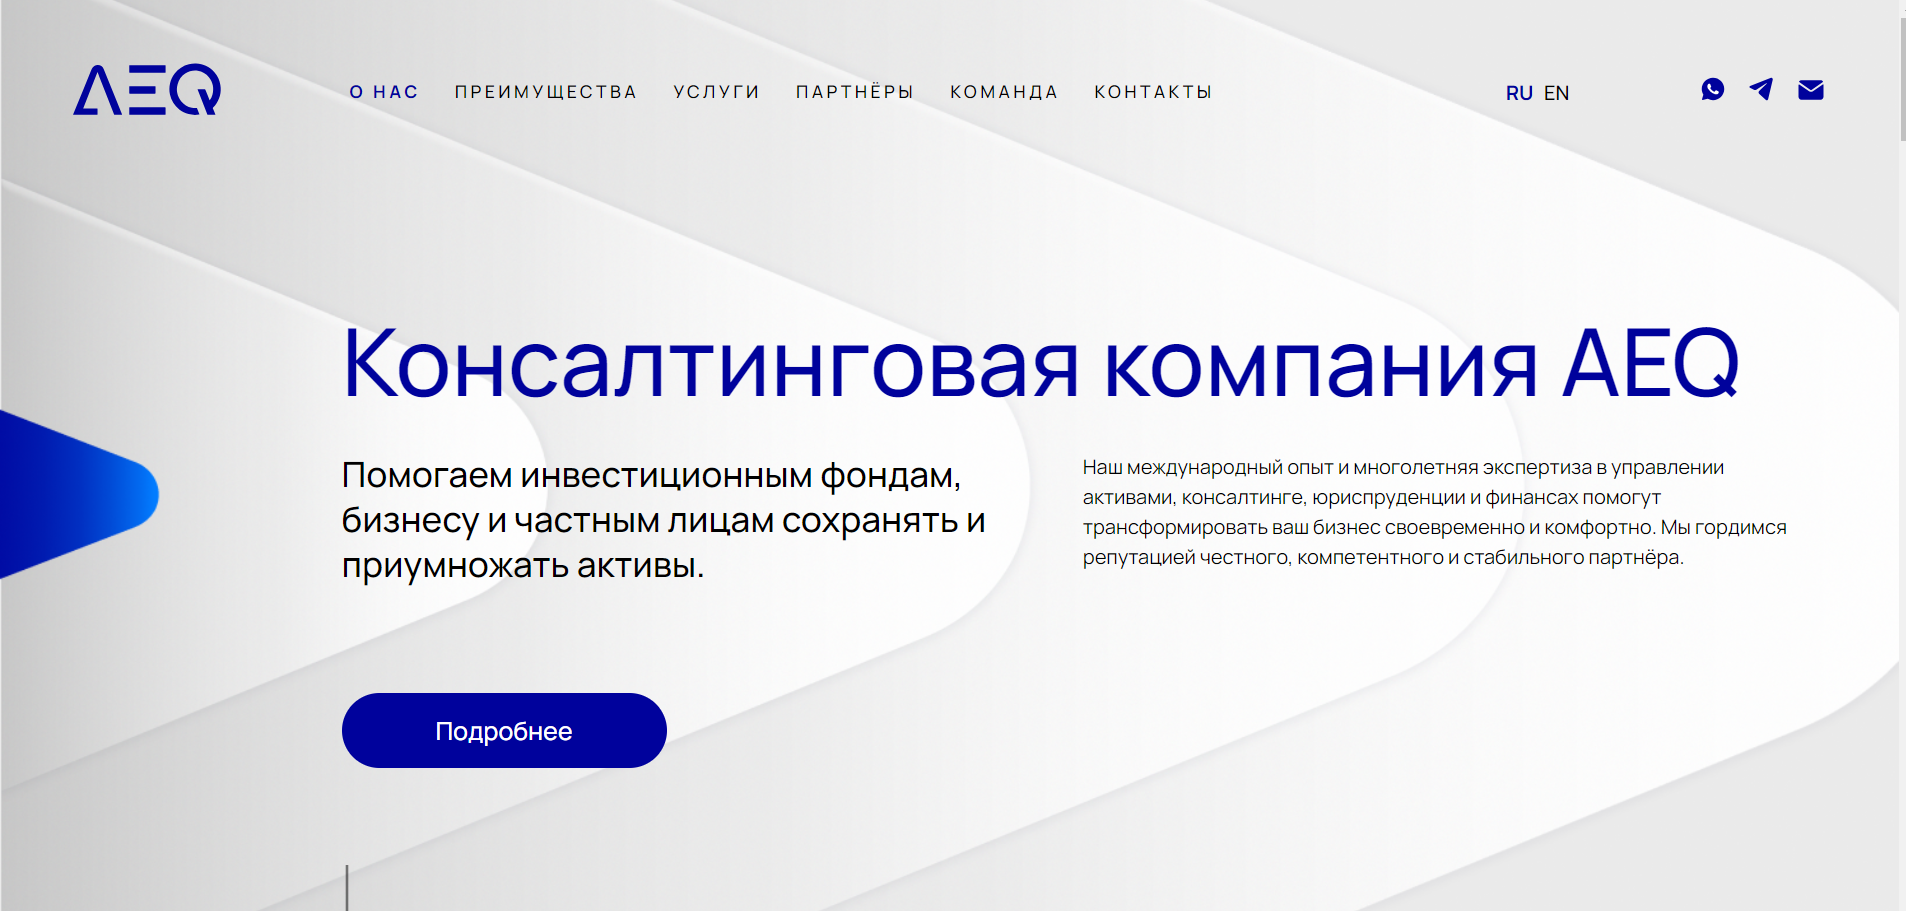 AEQ
О НАС ПРЕИМУЩЕСТВА УСЛУГИ ПАРТНЁРЫ КОМАНДА КОНТАКТЫ RU EN
Консалтинговая компания AEQ
Помогаем инвестиционным фондам,
бизнесу и частным лицам сохранять и
приумножать активы.
Наш международный опыт и многолетняя экспертиза в управлении
активами, консалтинге, юриспруденции и финансах помогут
трансформировать ваш бизнес своевременно и комфортно. Мы гордимся
репутацией честного, компетентного и стабильного партнёра.
Подробнее